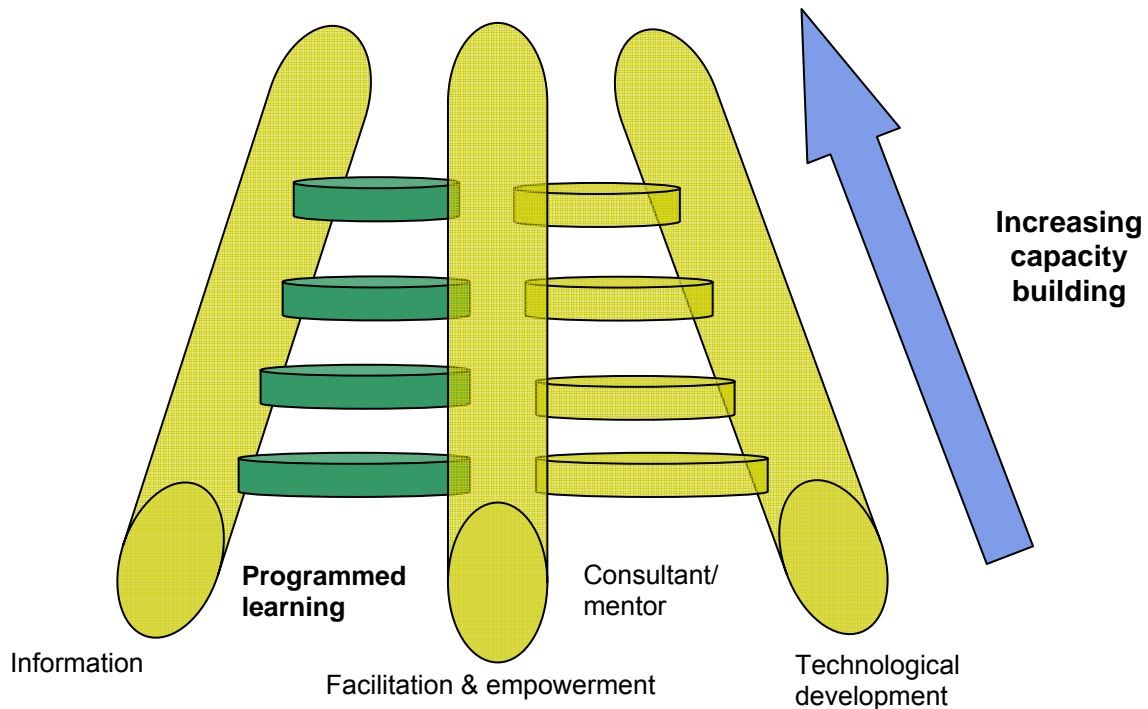 Increasing
capacity
building
Programmed
learning
Consultant/
mentor
Information
Facilitation & empowerment
Technological
development